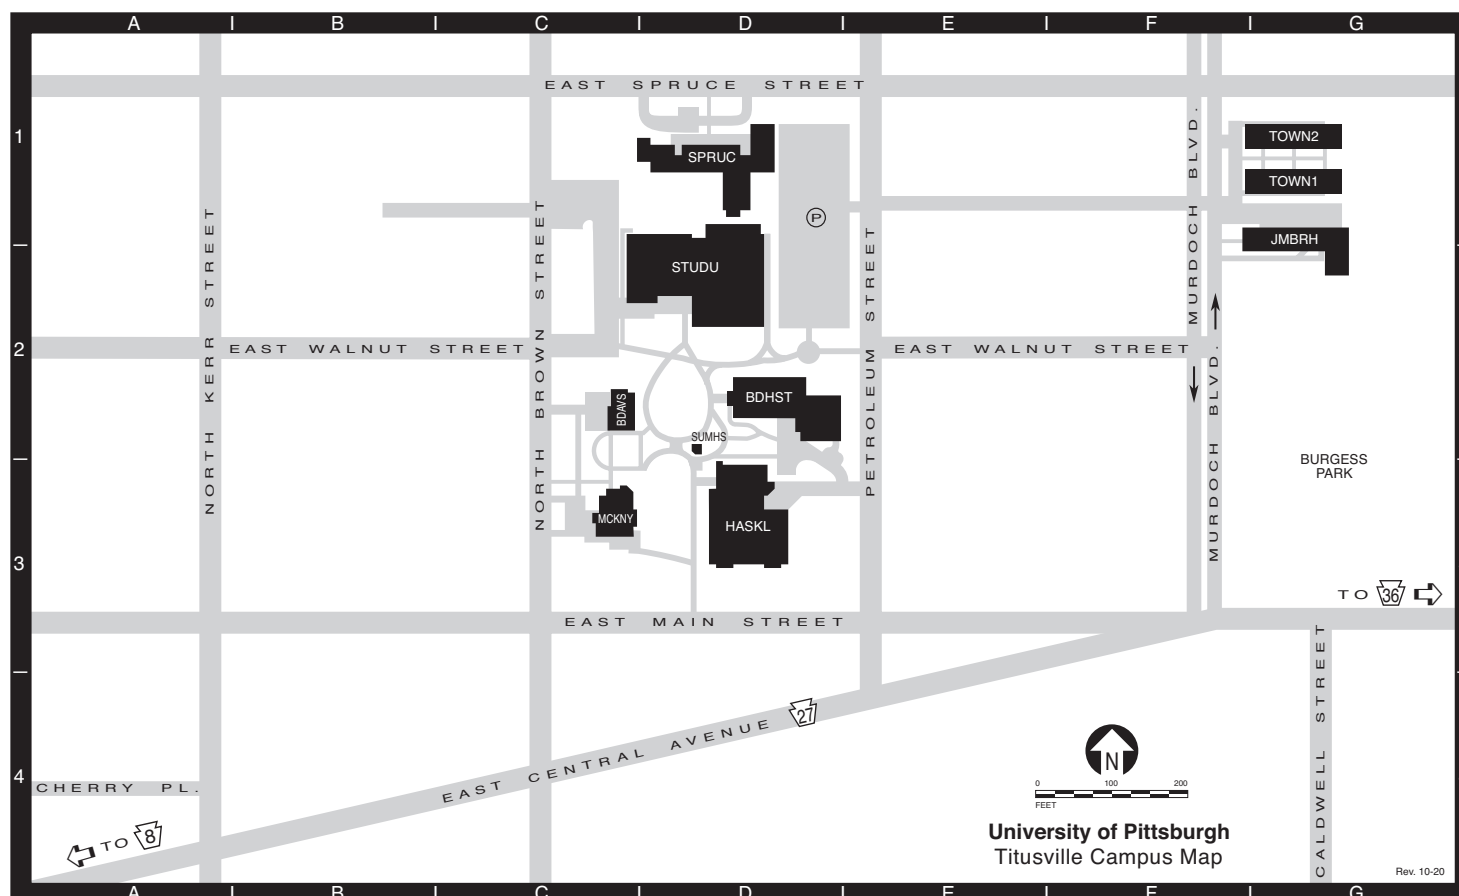 A I B I C I D I E I F I G
EAST SPRUCE STREET
1
TOWN2
SPRUC
TOWN1
P
JMBRH
STUDU
MURDOCH BLVD.
NORTH KERR STREET
NORTH BROWN STREET
PETROLEUM STREET
2
EAST WALNUT STREET
EAST WALNUT STREET
MURDOCH BLVD.
BDAVS
BDHST
SUMHS
BURGESS
PARK
MCKNY
HASKL
3
TO 36
EAST MAIN STREET
CALDWELL STREET
EAST CENTRAL AVENUE
27
N
4
CHERRY PL.
0 100 200
FEET
TO 8
University of Pittsburgh
Titusville Campus Map
Rev. 10-20
A I B I C I D I E I F I G